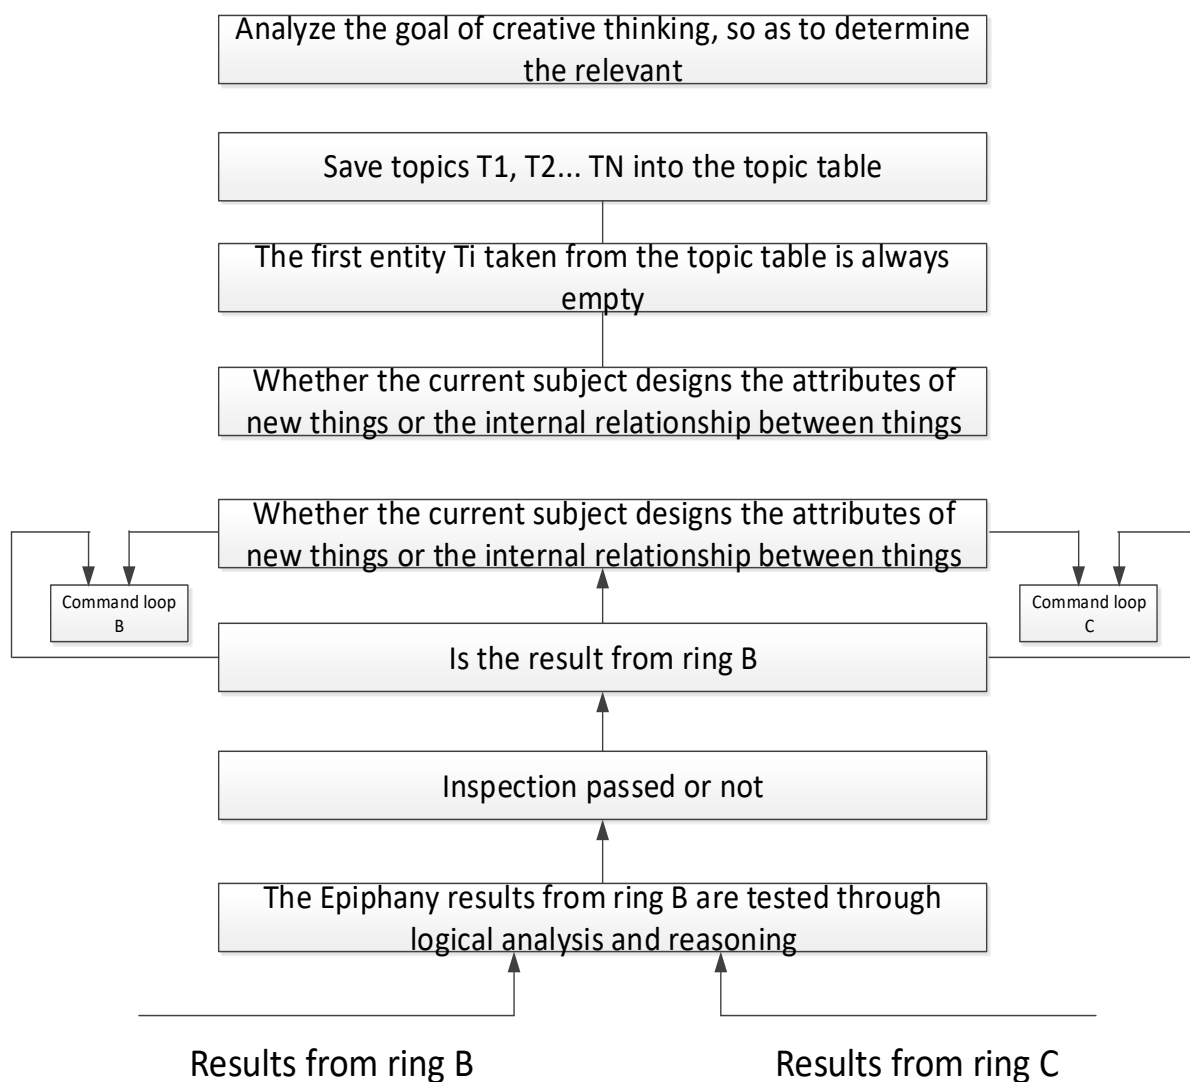 Analyze the goal of creative thinking, so as to determine
the relevant
Save topics T1, T2... TN into the topic table
The first entity Ti taken from the topic table is always
empty
Whether the current subject designs the attributes of
new things or the internal relationship between things
Whether the current subject designs the attributes of
new things or the internal relationship between things
Command loop
B
Command loop
C
Is the result from ring B
Inspection passed or not
The Epiphany results from ring B are tested through
logical analysis and reasoning
Results from ring B
Results from ring C